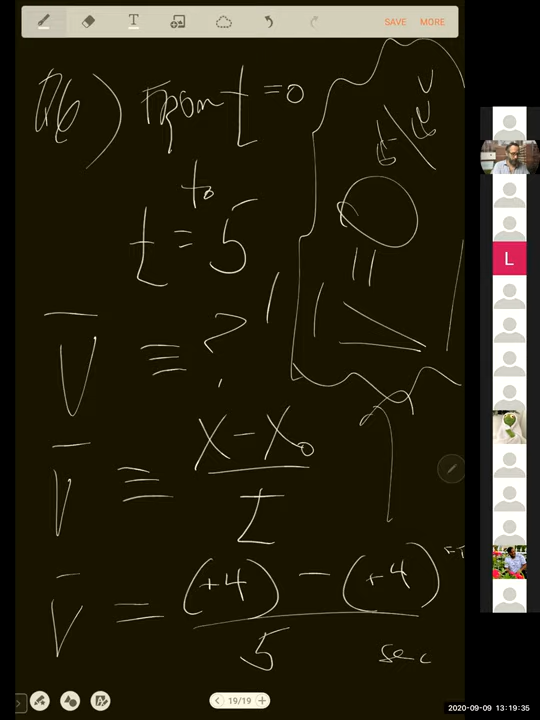 SAVE MORE
From t = 0
to
t = 5
V̄ ≡ ?
V̄ ≡ (x - x₀) / t
V̄ = ((+4) - (+4)) / 5 sec
L
19/19
2020-09-09 13:19:35